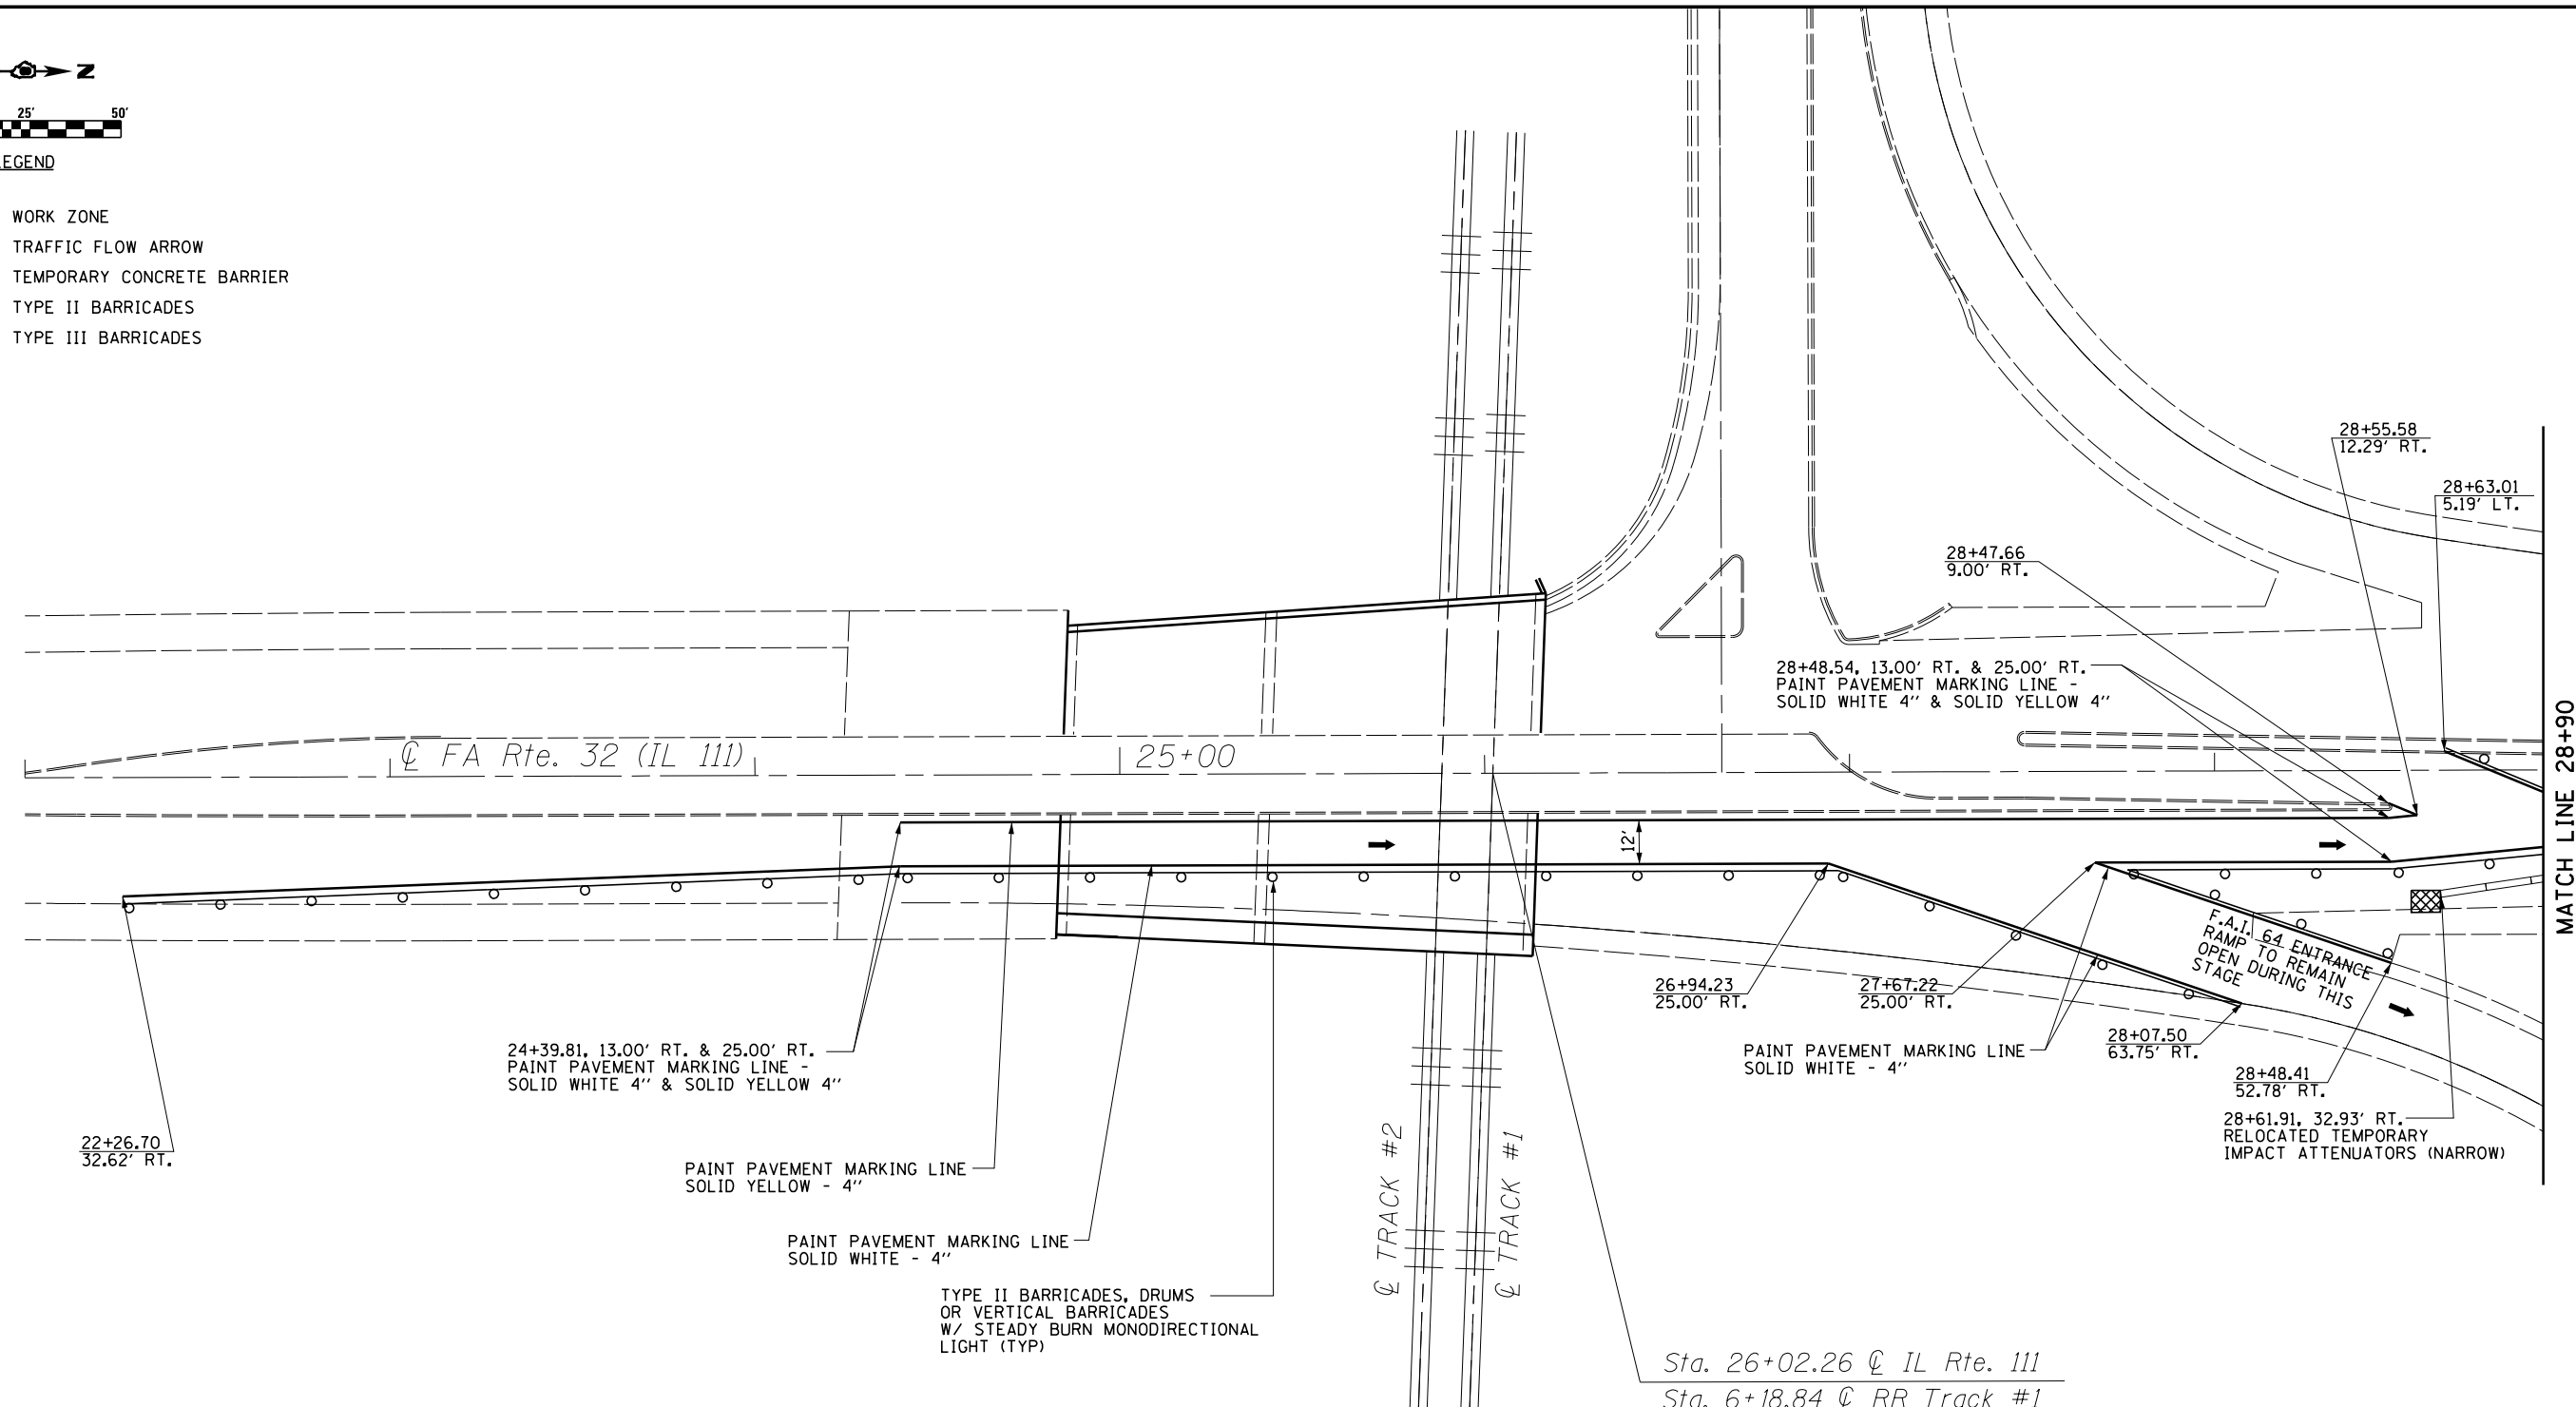 N
25' 50'
LEGEND
WORK ZONE
TRAFFIC FLOW ARROW
TEMPORARY CONCRETE BARRIER
TYPE II BARRICADES
TYPE III BARRICADES
28+55.58
12.29' RT.
28+63.01
5.19' LT.
28+47.66
9.00' RT.
28+48.54, 13.00' RT. & 25.00' RT.
PAINT PAVEMENT MARKING LINE -
SOLID WHITE 4" & SOLID YELLOW 4"
℄ FA Rte. 32 (IL 111)
25+00
MATCH LINE 28+90
12'
F.A.I. 64 ENTRANCE
RAMP TO REMAIN
OPEN DURING THIS
STAGE
26+94.23
25.00' RT.
27+67.22
25.00' RT.
24+39.81, 13.00' RT. & 25.00' RT.
PAINT PAVEMENT MARKING LINE -
SOLID WHITE 4" & SOLID YELLOW 4"
PAINT PAVEMENT MARKING LINE
SOLID WHITE - 4"
28+07.50
63.75' RT.
28+48.41
52.78' RT.
28+61.91, 32.93' RT.
RELOCATED TEMPORARY
IMPACT ATTENUATORS (NARROW)
22+26.70
32.62' RT.
PAINT PAVEMENT MARKING LINE
SOLID YELLOW - 4"
℄ TRACK #2
℄ TRACK #1
PAINT PAVEMENT MARKING LINE
SOLID WHITE - 4"
TYPE II BARRICADES, DRUMS
OR VERTICAL BARRICADES
W/ STEADY BURN MONODIRECTIONAL
LIGHT (TYP)
Sta. 26+02.26 ℄ IL Rte. 111
Sta. 6+18.84 ℄ RR Track #1